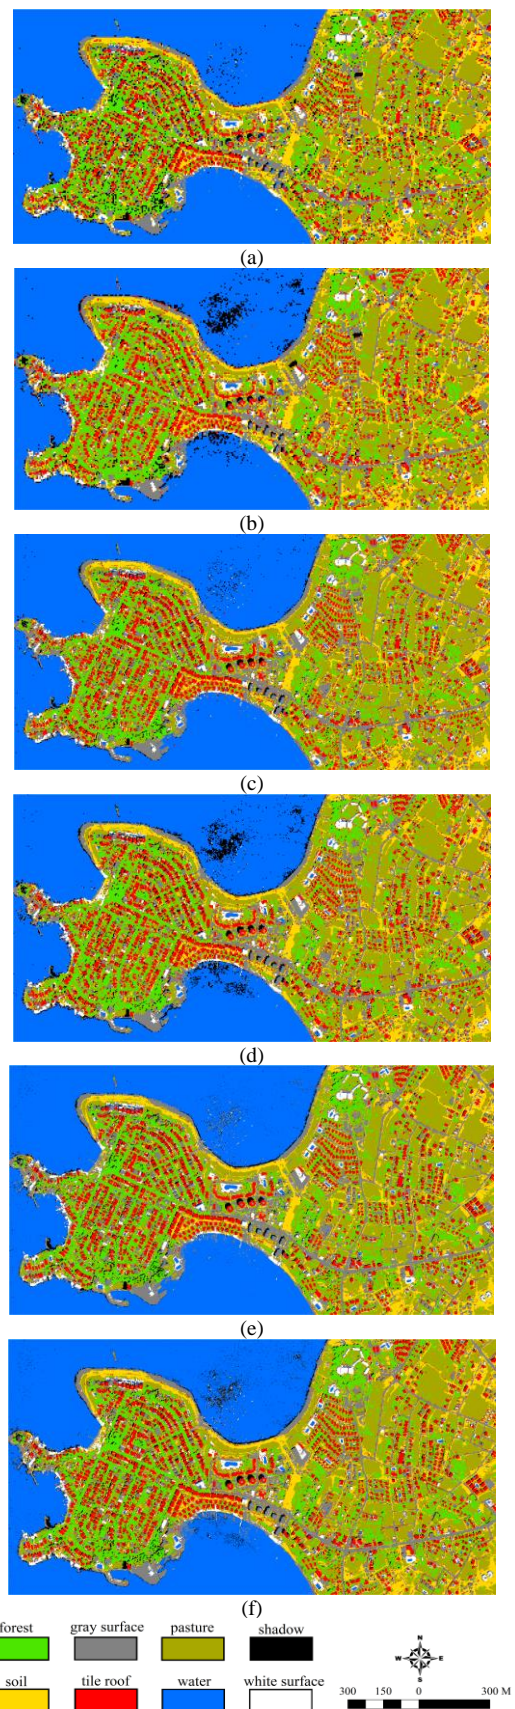 (a)
(b)
(c)
(d)
(e)
(f)
forest gray surface pasture shadow
soil tile roof water white surface
N
W E
S
300 150 0 300 M